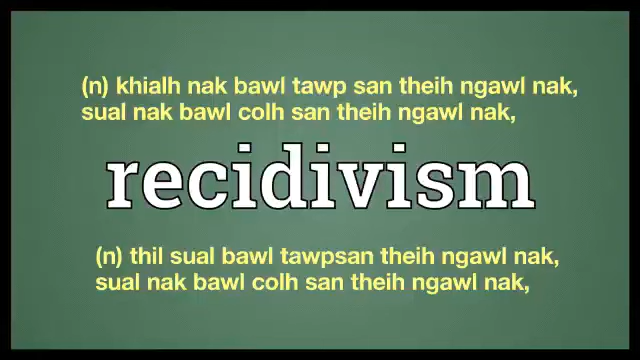 (n) khialh nak bawl tawp san theih ngawl nak,
sual nak bawl colh san theih ngawl nak,
recidivism
(n) thil sual bawl tawpsan theih ngawl nak,
sual nak bawl colh san theih ngawl nak,